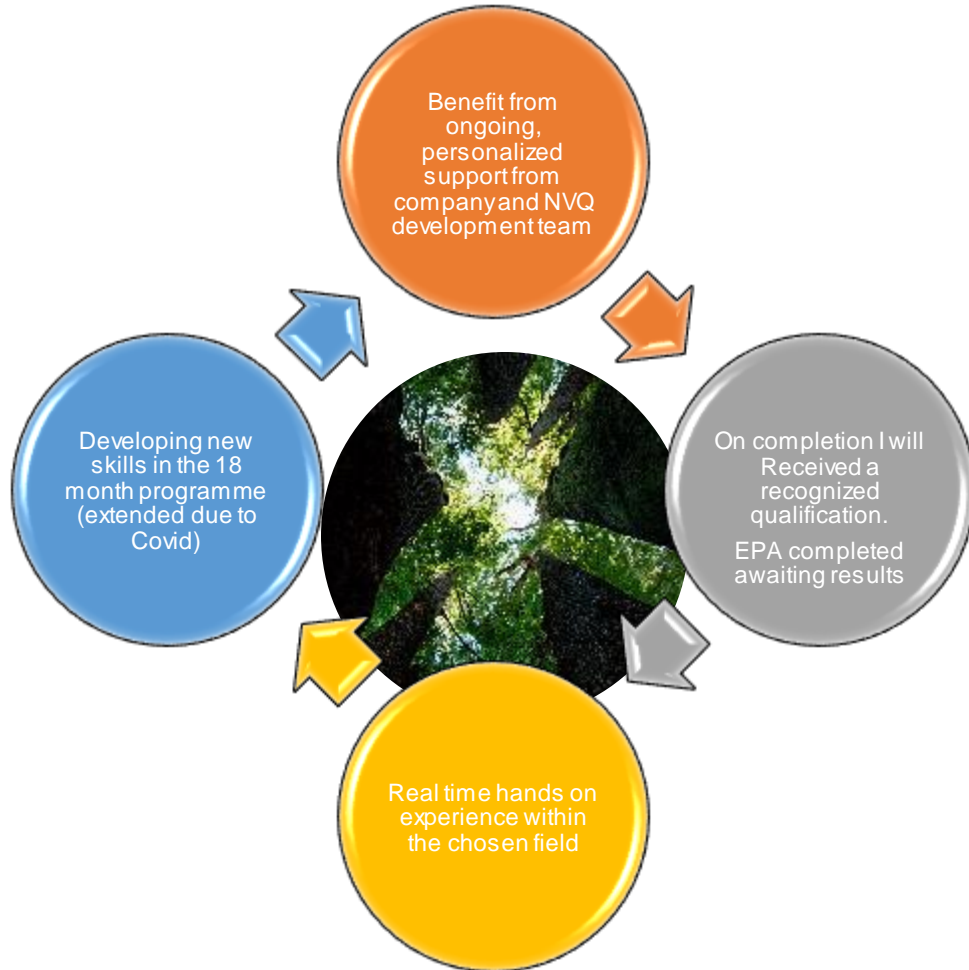 Benefit from
ongoing,
personalized
support from
company and NVQ
development team
Developing new
skills in the 18
month programme
(extended due to
Covid)
On completion I will
Received a
recognized
qualification.
EPA completed
awaiting results
Real time hands on
experience within
the chosen field